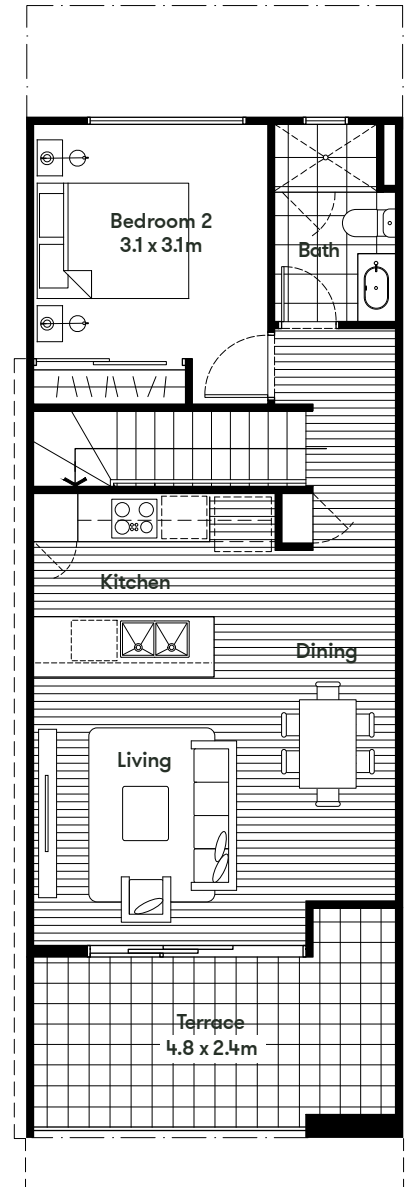 Bedroom 2
3.1 x 3.1m
Bath
Kitchen
Dining
Living
Terrace
4.8 x 2.4m